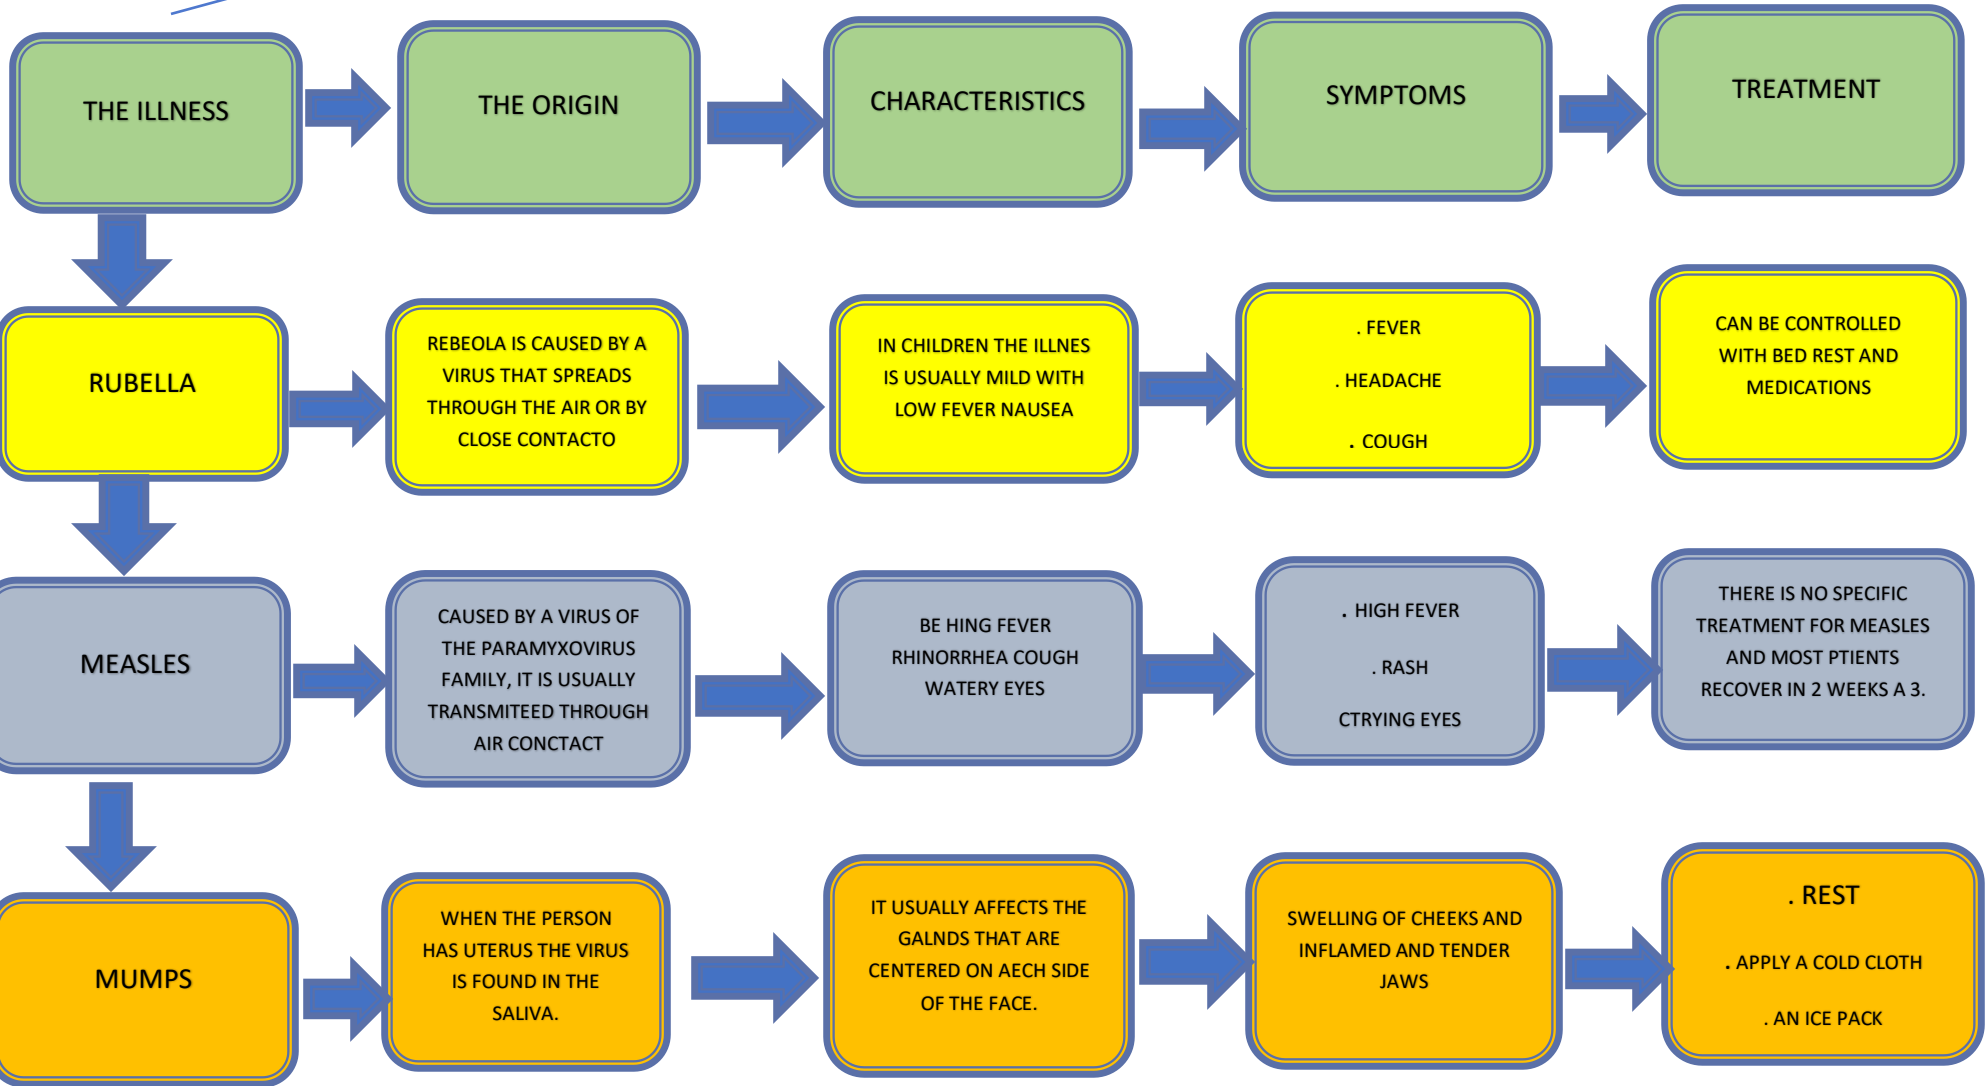 THE ILLNESS
THE ORIGIN
CHARACTERISTICS
SYMPTOMS
TREATMENT
RUBELLA
REBEOLA IS CAUSED BY A
VIRUS THAT SPREADS
THROUGH THE AIR OR BY
CLOSE CONTACTO
IN CHILDREN THE ILLNES
IS USUALLY MILD WITH
LOW FEVER NAUSEA
. FEVER
. HEADACHE
. COUGH
CAN BE CONTROLLED
WITH BED REST AND
MEDICATIONS
MEASLES
CAUSED BY A VIRUS OF
THE PARAMYXOVIRUS
FAMILY, IT IS USUALLY
TRANSMITEED THROUGH
AIR CONCTACT
BE HING FEVER
RHINORRHEA COUGH
WATERY EYES
. HIGH FEVER
. RASH
CTRYING EYES
THERE IS NO SPECIFIC
TREATMENT FOR MEASLES
AND MOST PTIENTS
RECOVER IN 2 WEEKS A 3.
MUMPS
WHEN THE PERSON
HAS UTERUS THE VIRUS
IS FOUND IN THE
SALIVA.
IT USUALLY AFFECTS THE
GALNDS THAT ARE
CENTERED ON AECH SIDE
OF THE FACE.
SWELLING OF CHEEKS AND
INFLAMED AND TENDER
JAWS
. REST
. APPLY A COLD CLOTH
. AN ICE PACK